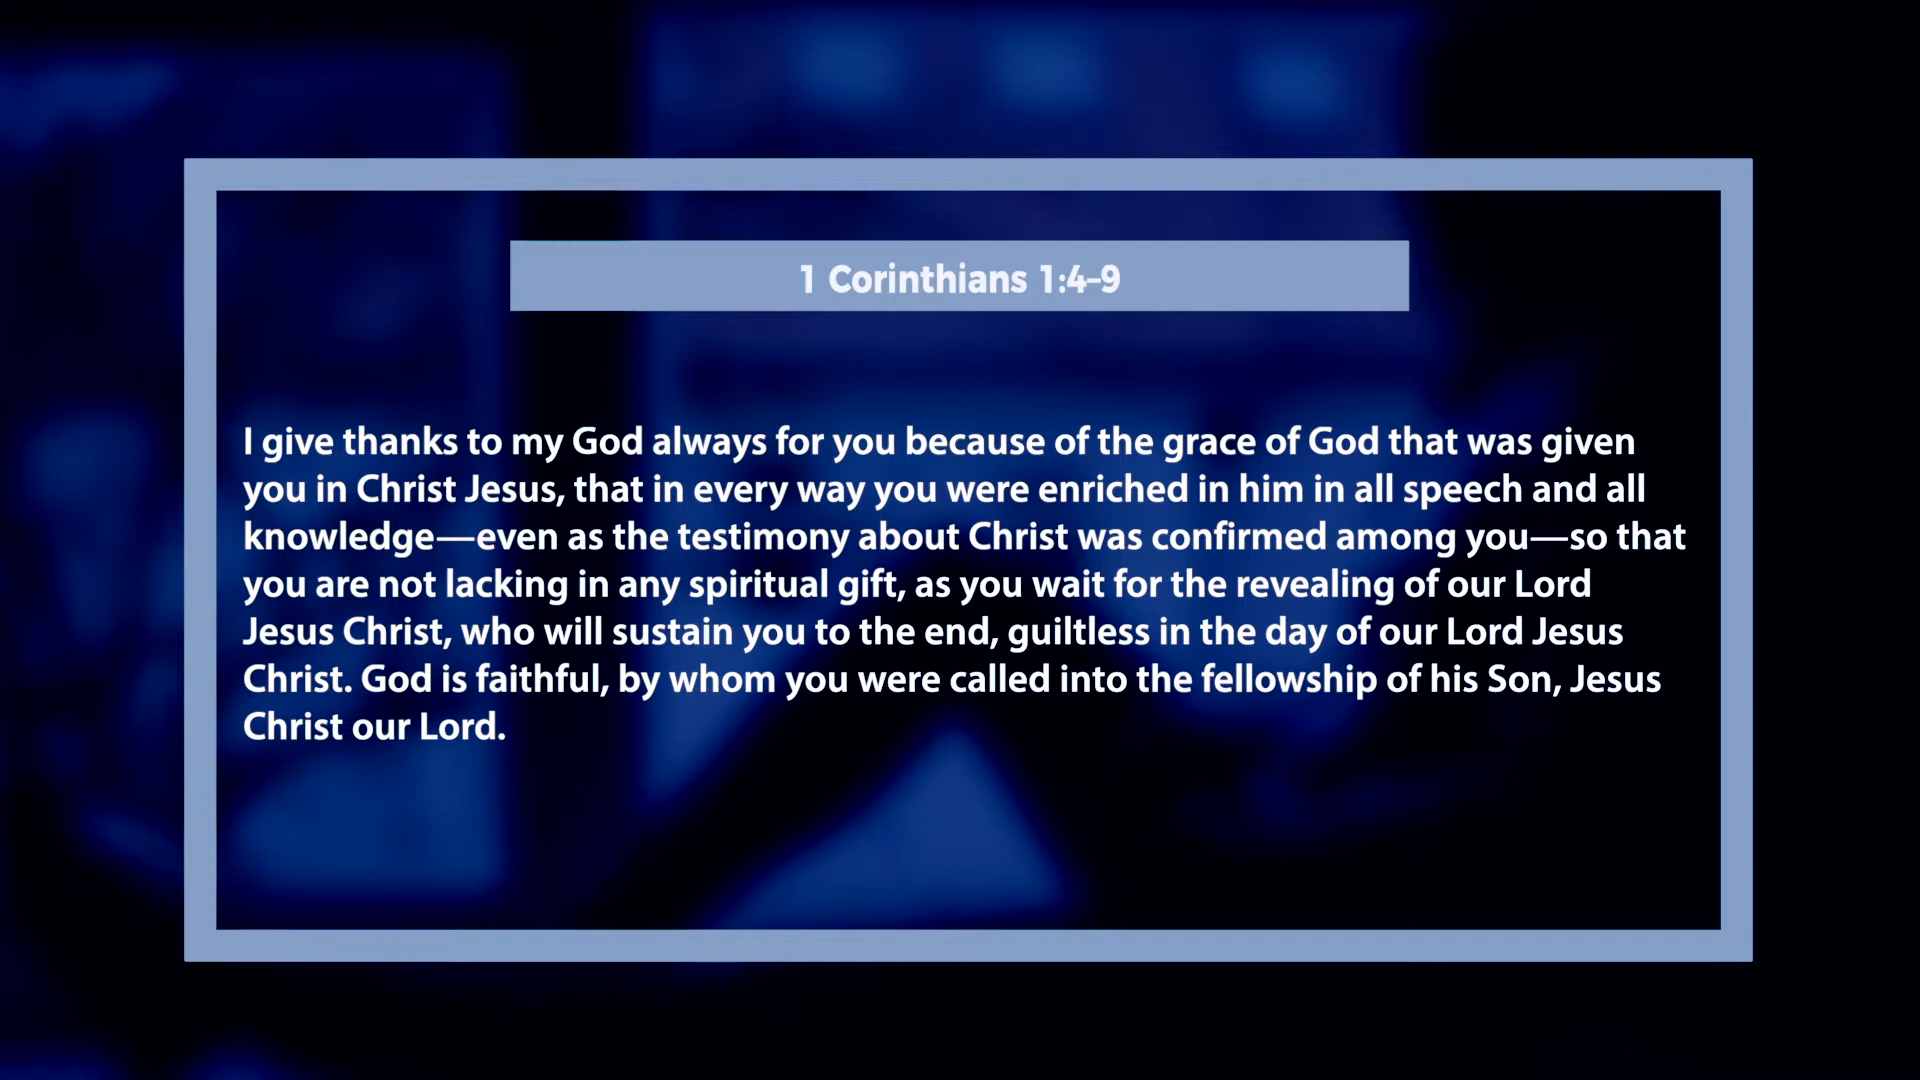 1 Corinthians 1:4–9
I give thanks to my God always for you because of the grace of God that was given
you in Christ Jesus, that in every way you were enriched in him in all speech and all
knowledge—even as the testimony about Christ was confirmed among you—so that
you are not lacking in any spiritual gift, as you wait for the revealing of our Lord
Jesus Christ, who will sustain you to the end, guiltless in the day of our Lord Jesus
Christ. God is faithful, by whom you were called into the fellowship of his Son, Jesus
Christ our Lord.